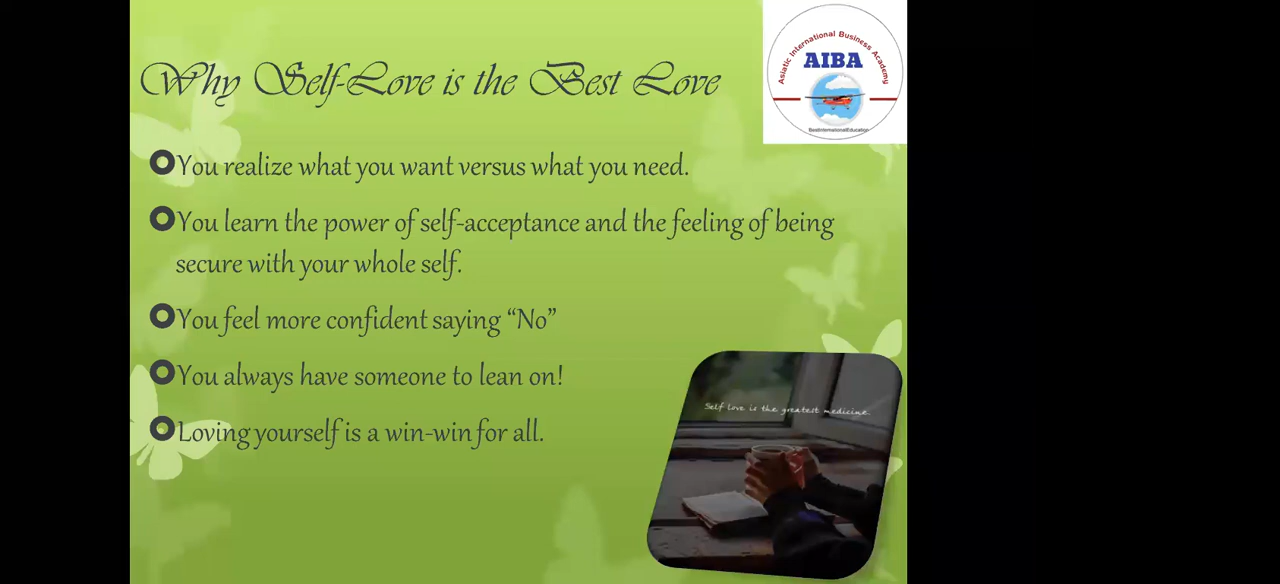 Asiatic International Business Academy
AIBA
BestInternationalEducation
Why Self-Love is the Best Love
You realize what you want versus what you need.
You learn the power of self-acceptance and the feeling of being
secure with your whole self.
You feel more confident saying “No”
You always have someone to lean on!
Loving yourself is a win-win for all.
Self love is the greatest medicine.